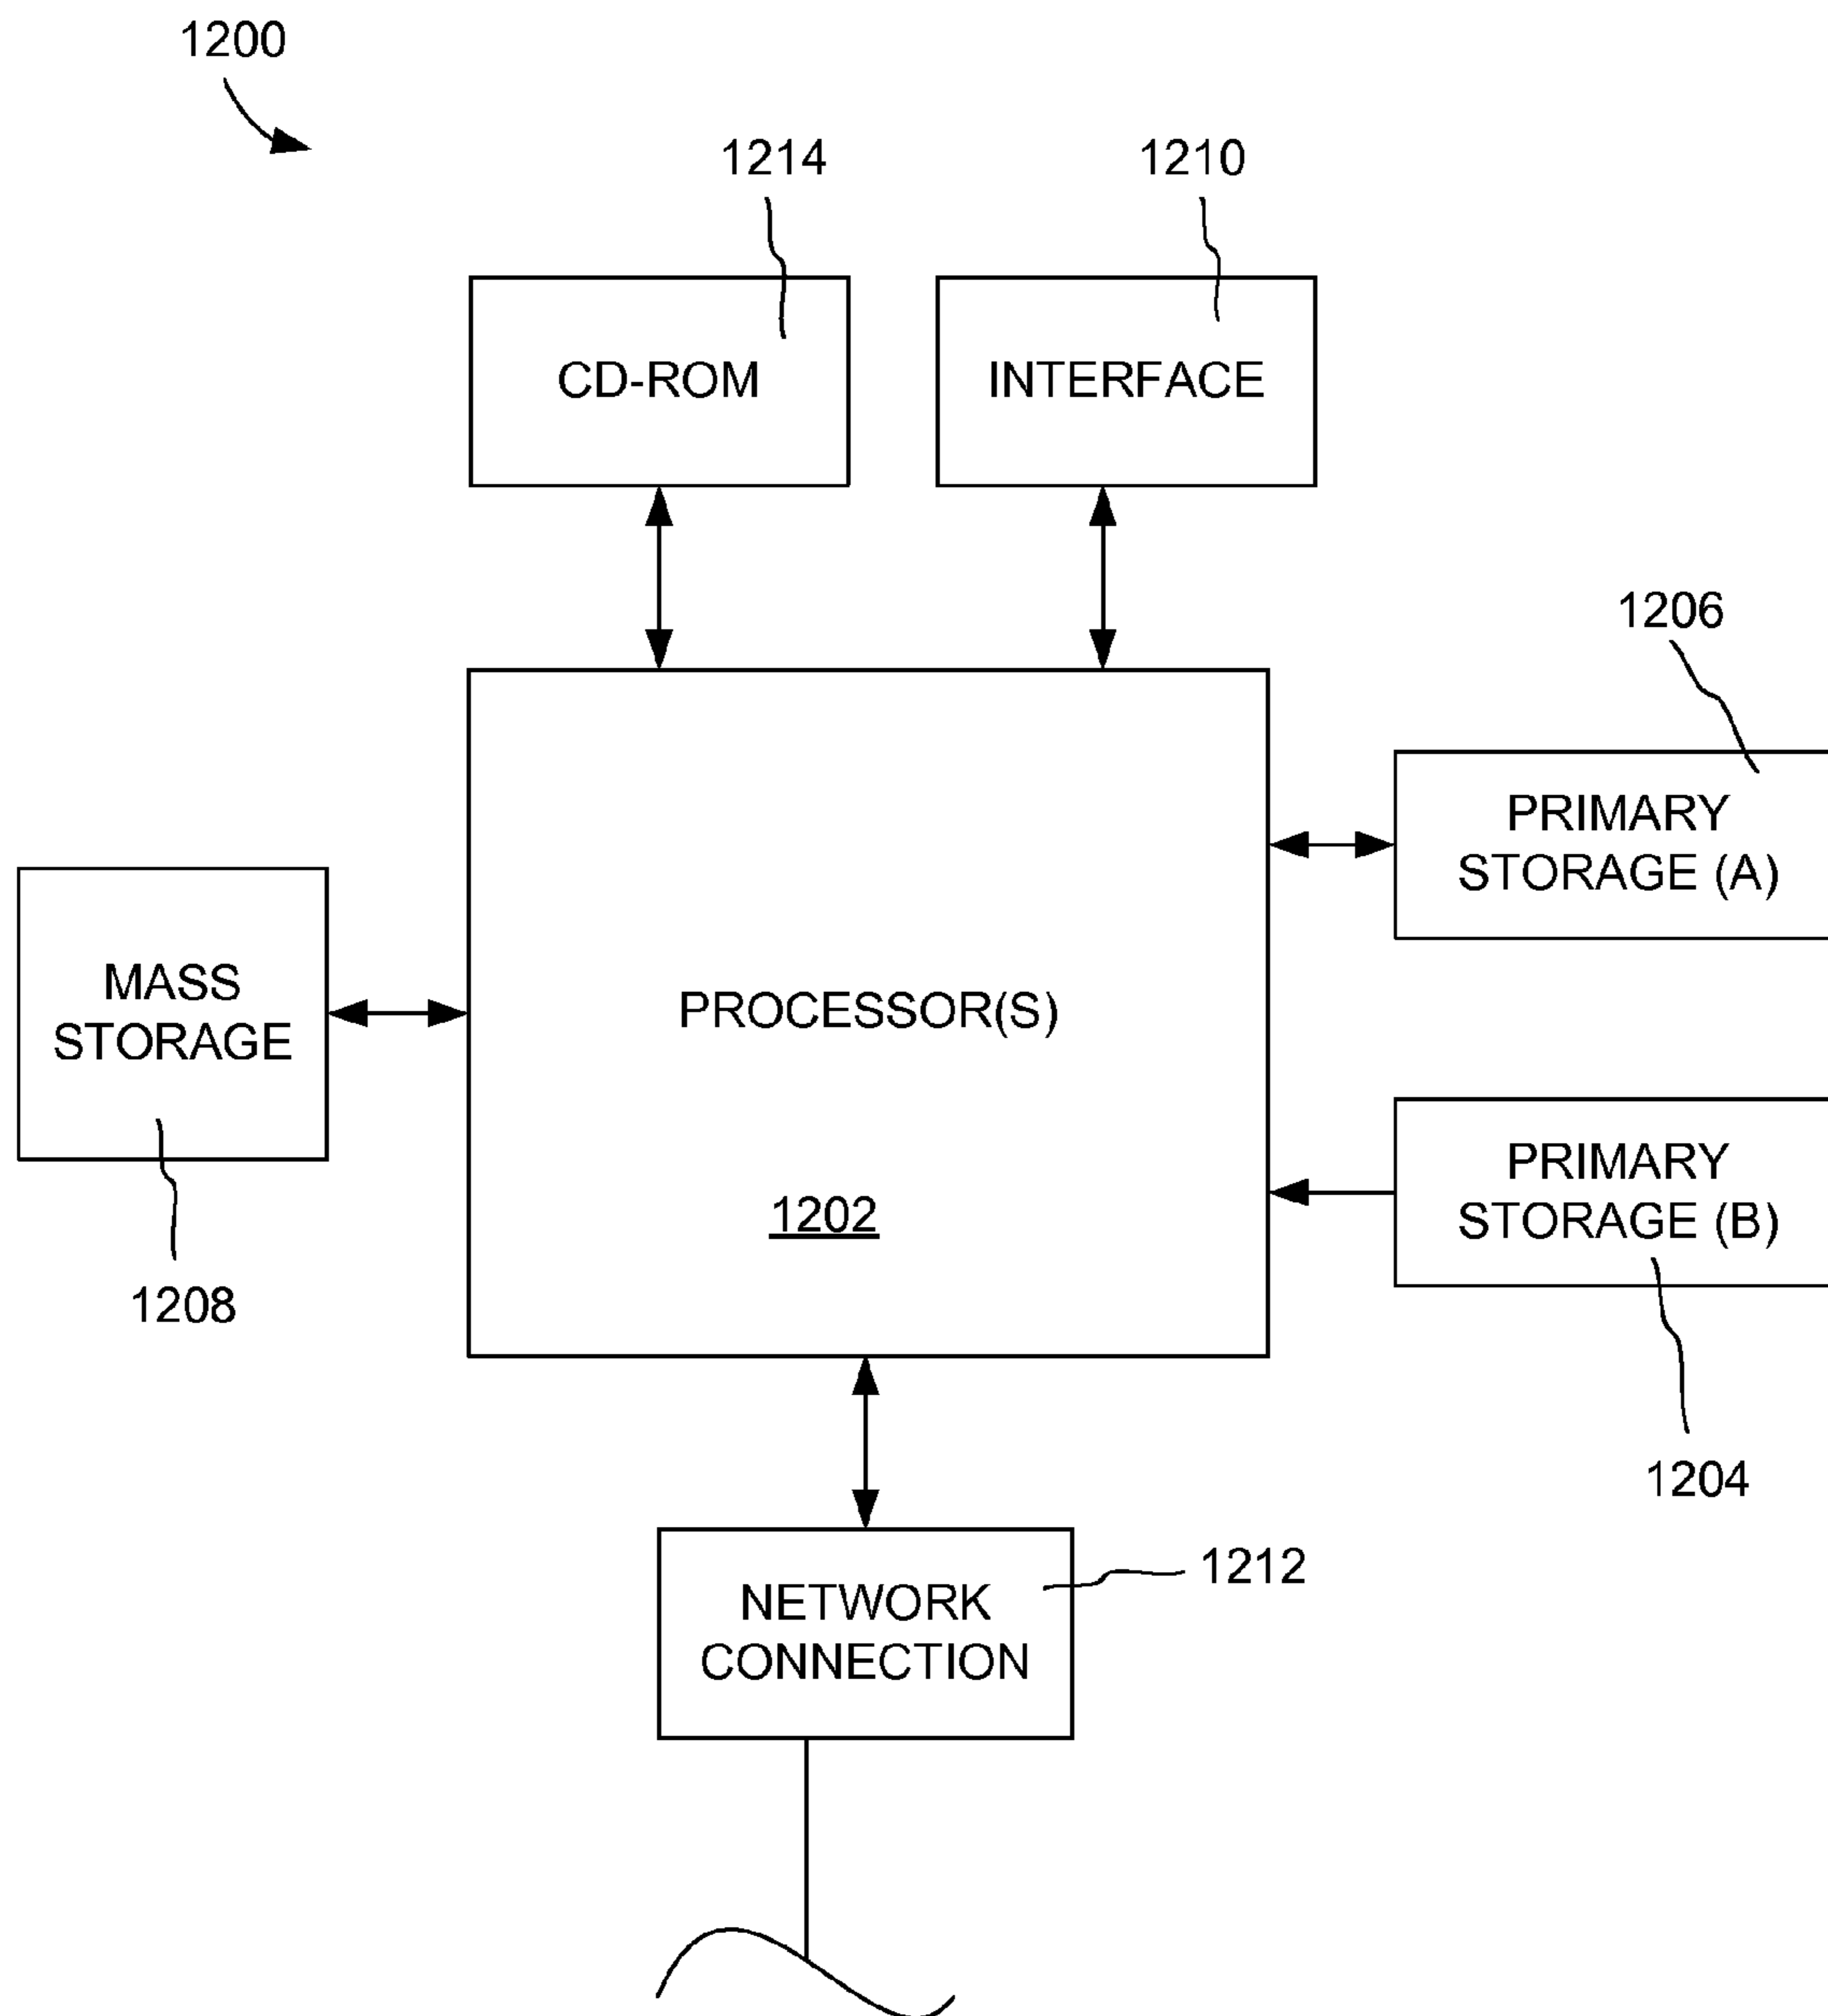 1200
1214
1210
CD-ROM
INTERFACE
1206
PRIMARY
STORAGE (A)
MASS
STORAGE
PROCESSOR(S)
PRIMARY
STORAGE (B)
1202
1208
1204
1212
NETWORK
CONNECTION